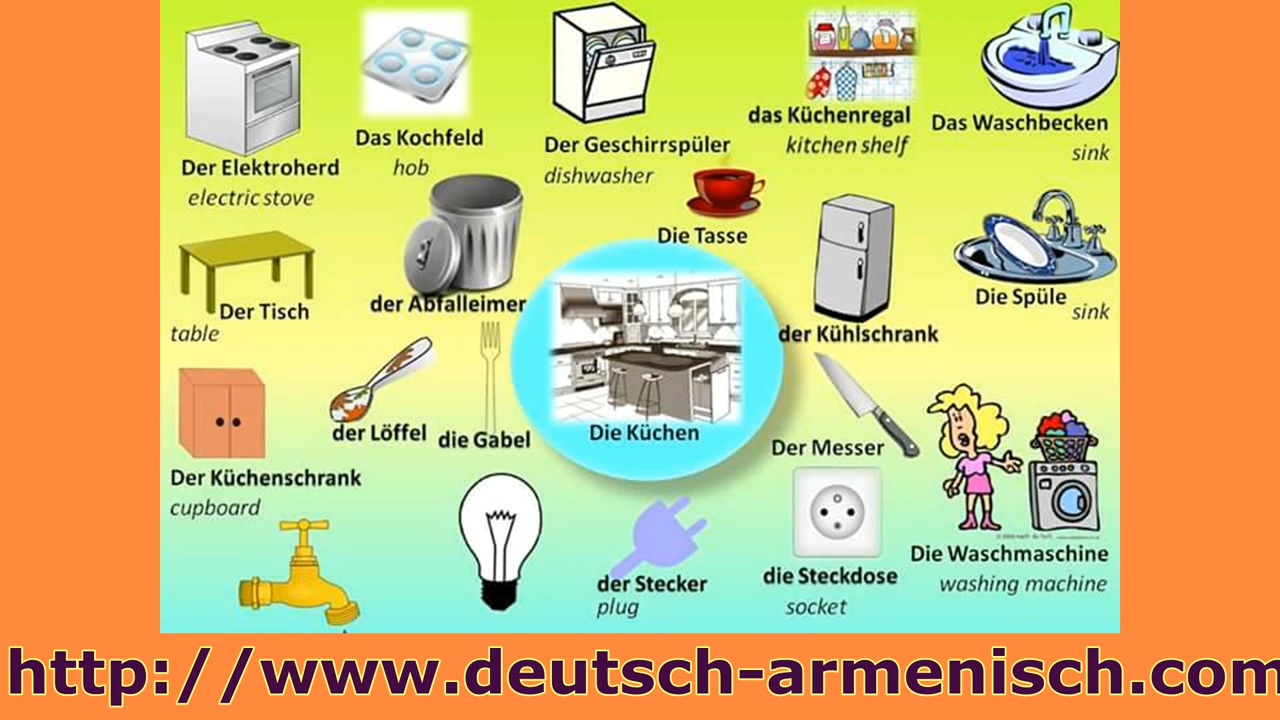 Der Elektroherd
electric stove
Das Kochfeld
hob
Der Geschirrspüler
dishwasher
das Küchenregal
kitchen shelf
Das Waschbecken
sink
Der Tisch
table
der Abfalleimer
Die Tasse
der Kühlschrank
Die Spüle
sink
Der Küchenschrank
cupboard
der Löffel
die Gabel
Die Küchen
Der Messer
der Stecker
plug
die Steckdose
socket
Die Waschmaschine
washing machine
http://www.deutsch-armenisch.com